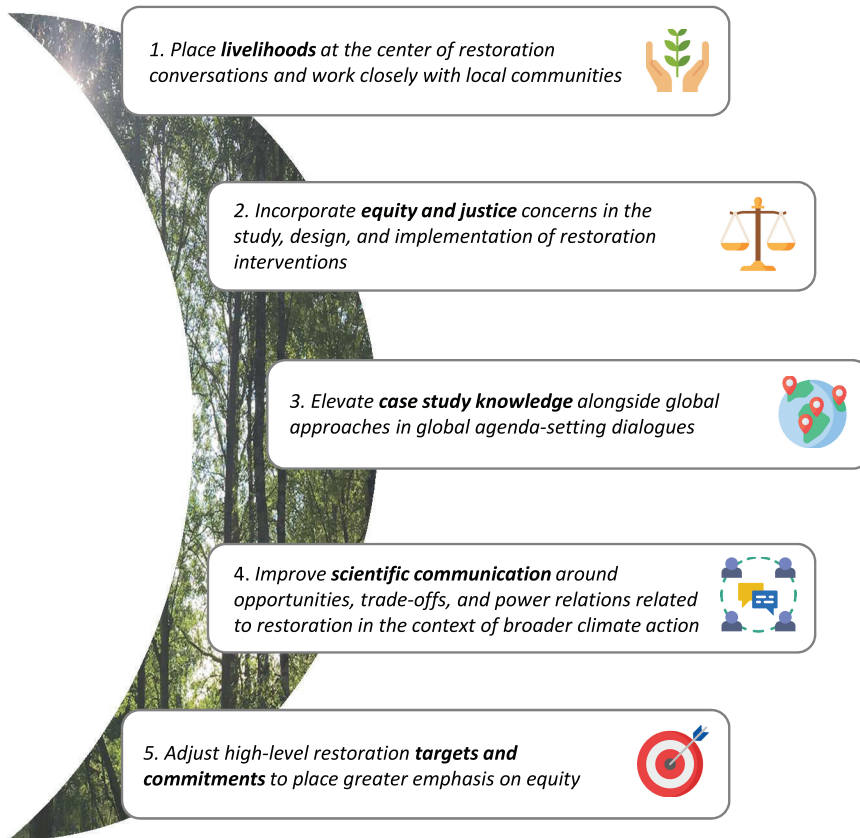 1. Place livelihoods at the center of restoration
conversations and work closely with local communities
2. Incorporate equity and justice concerns in the
study, design, and implementation of restoration
interventions
3. Elevate case study knowledge alongside global
approaches in global agenda-setting dialogues
4. Improve scientific communication around
opportunities, trade-offs, and power relations related
to restoration in the context of broader climate action
5. Adjust high-level restoration targets and
commitments to place greater emphasis on equity